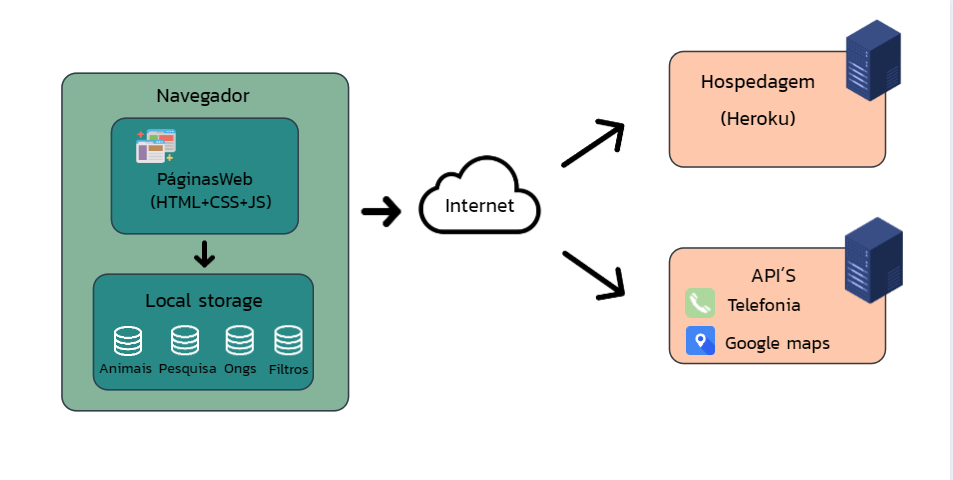 Navegador
PáginasWeb
(HTML+CSS+JS)
Local storage
Animais
Pesquisa
Ongs
Filtros
Internet
Hospedagem
(Heroku)
API´S
Telefonia
Google maps